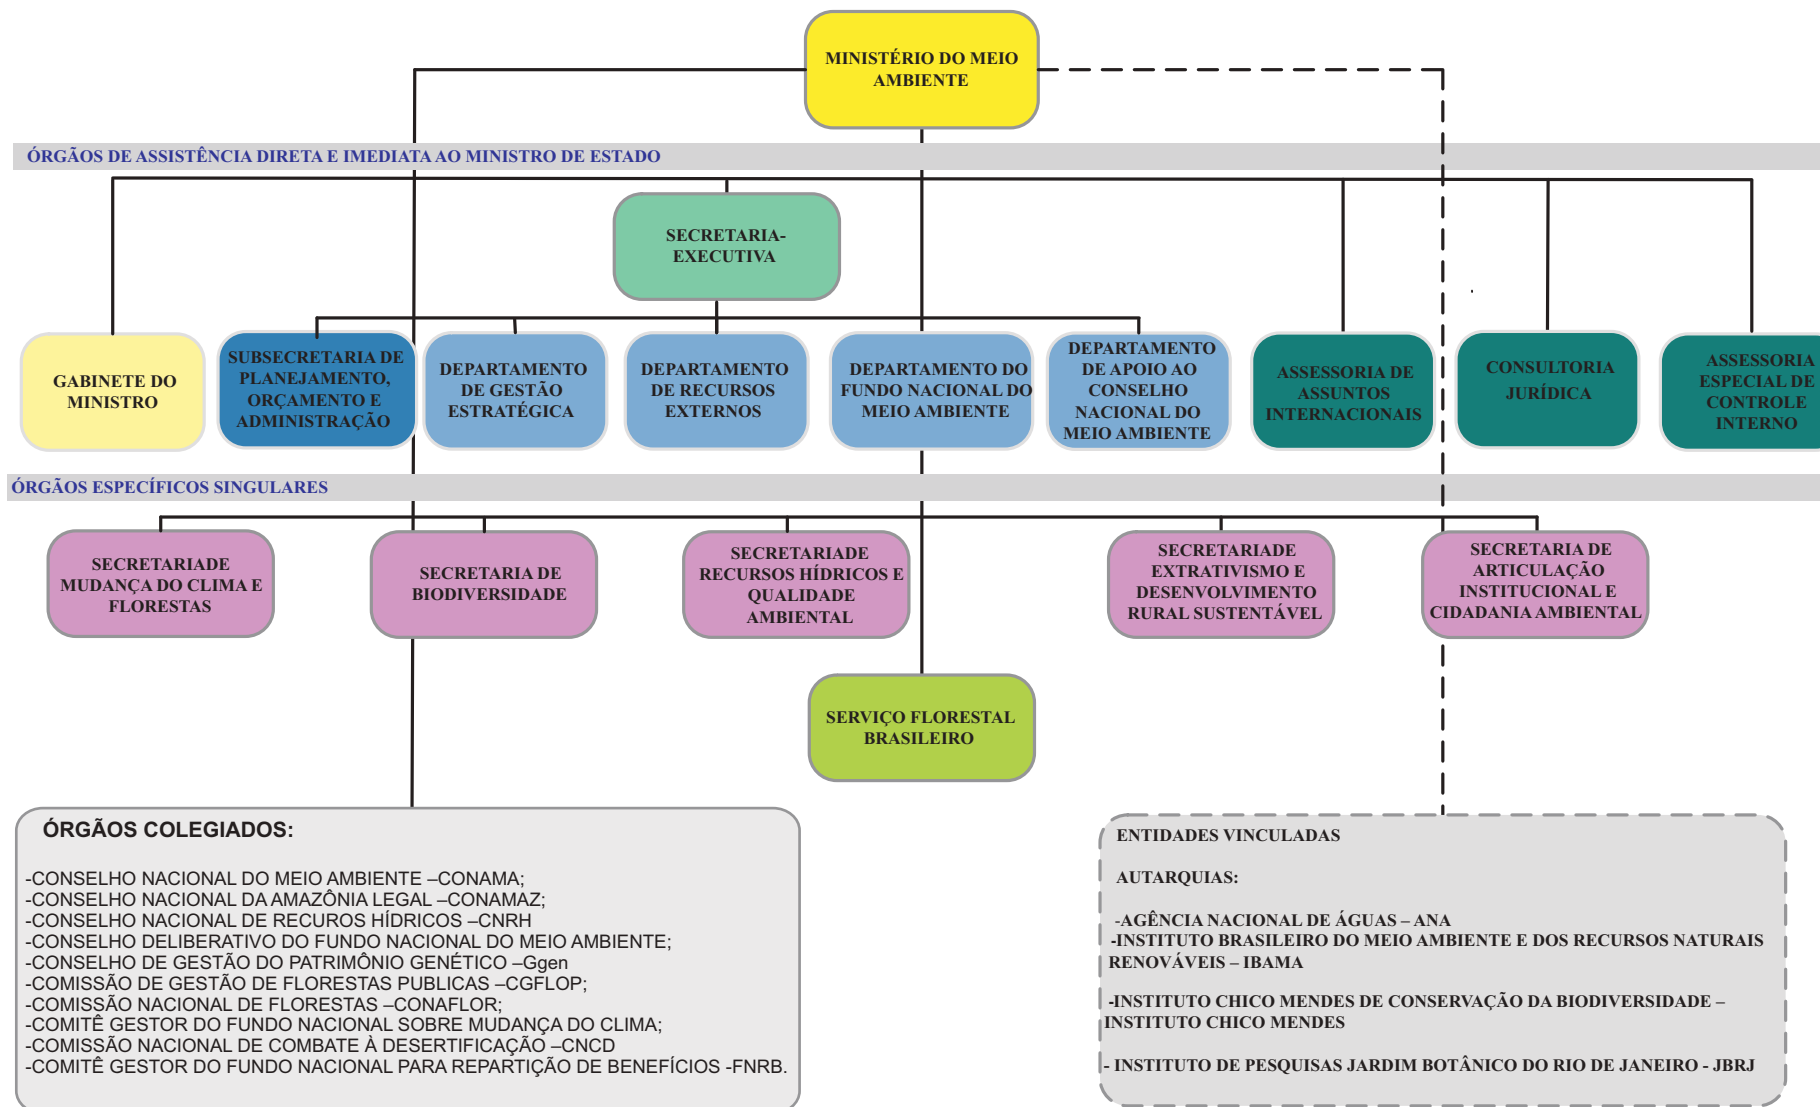 MINISTÉRIO DO MEIO
AMBIENTE
ÓRGÃOS DE ASSISTÊNCIA DIRETA E IMEDIATA AO MINISTRO DE ESTADO
SECRETARIA-
EXECUTIVA
GABINETE DO
MINISTRO
SUBSECRETARIA DE
PLANEJAMENTO,
ORÇAMENTO E
ADMINISTRAÇÃO
DEPARTAMENTO
DE GESTÃO
ESTRATÉGICA
DEPARTAMENTO
DE RECURSOS
EXTERNOS
DEPARTAMENTO DO
FUNDO NACIONAL DO
MEIO AMBIENTE
DEPARTAMENTO
DE APOIO AO
CONSELHO
NACIONAL DO
MEIO AMBIENTE
ASSESSORIA DE
ASSUNTOS
INTERNACIONAIS
CONSULTORIA
JURÍDICA
ASSESSORIA
ESPECIAL DE
CONTROLE
INTERNO
ÓRGÃOS ESPECÍFICOS SINGULARES
SECRETARIADE
MUDANÇA DO CLIMA E
FLORESTAS
SECRETARIA DE
BIODIVERSIDADE
SECRETARIADE
RECURSOS HÍDRICOS E
QUALIDADE
AMBIENTAL
SECRETARIADE
EXTRATIVISMO E
DESENVOLVIMENTO
RURAL SUSTENTÁVEL
SECRETARIA DE
ARTICULAÇÃO
INSTITUCIONAL E
CIDADANIA AMBIENTAL
SERVIÇO FLORESTAL
BRASILEIRO
ÓRGÃOS COLEGIADOS:
-CONSELHO NACIONAL DO MEIO AMBIENTE –CONAMA;
-CONSELHO NACIONAL DA AMAZÔNIA LEGAL –CONAMAZ;
-CONSELHO NACIONAL DE RECUROS HÍDRICOS –CNRH
-CONSELHO DELIBERATIVO DO FUNDO NACIONAL DO MEIO AMBIENTE;
-CONSELHO DE GESTÃO DO PATRIMÔNIO GENÉTICO –Ggen
-COMISSÃO DE GESTÃO DE FLORESTAS PUBLICAS –CGFLOP;
-COMISSÃO NACIONAL DE FLORESTAS –CONAFLOR;
-COMITÊ GESTOR DO FUNDO NACIONAL SOBRE MUDANÇA DO CLIMA;
-COMISSÃO NACIONAL DE COMBATE À DESERTIFICAÇÃO –CNCD
-COMITÊ GESTOR DO FUNDO NACIONAL PARA REPARTIÇÃO DE BENEFÍCIOS -FNRB.
ENTIDADES VINCULADAS
AUTARQUIAS:
-AGÊNCIA NACIONAL DE ÁGUAS – ANA
-INSTITUTO BRASILEIRO DO MEIO AMBIENTE E DOS RECURSOS NATURAIS
RENOVÁVEIS – IBAMA
-INSTITUTO CHICO MENDES DE CONSERVAÇÃO DA BIODIVERSIDADE –
INSTITUTO CHICO MENDES
- INSTITUTO DE PESQUISAS JARDIM BOTÂNICO DO RIO DE JANEIRO - JBRJ